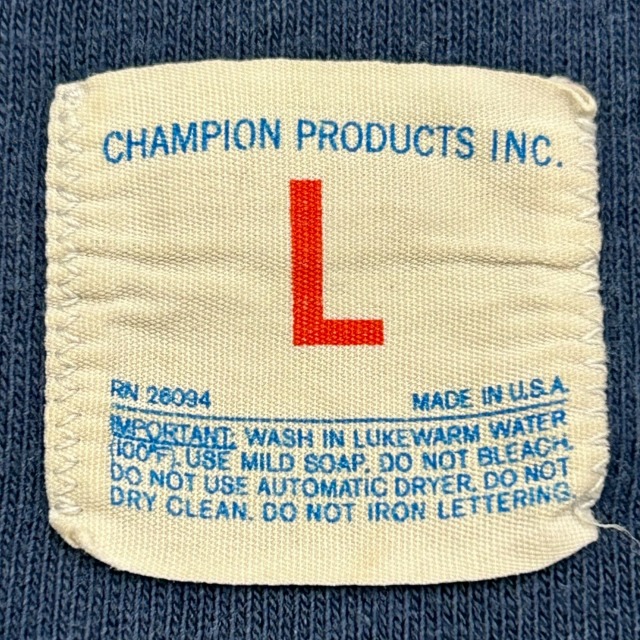 CHAMPION PRODUCTS INC.
L
RN 26094 MADE IN U.S.A.
IMPORTANT. WASH IN LUKEWARM WATER
(100°F). USE MILD SOAP. DO NOT BLEACH.
DO NOT USE AUTOMATIC DRYER. DO NOT
DRY CLEAN. DO NOT IRON LETTERING.